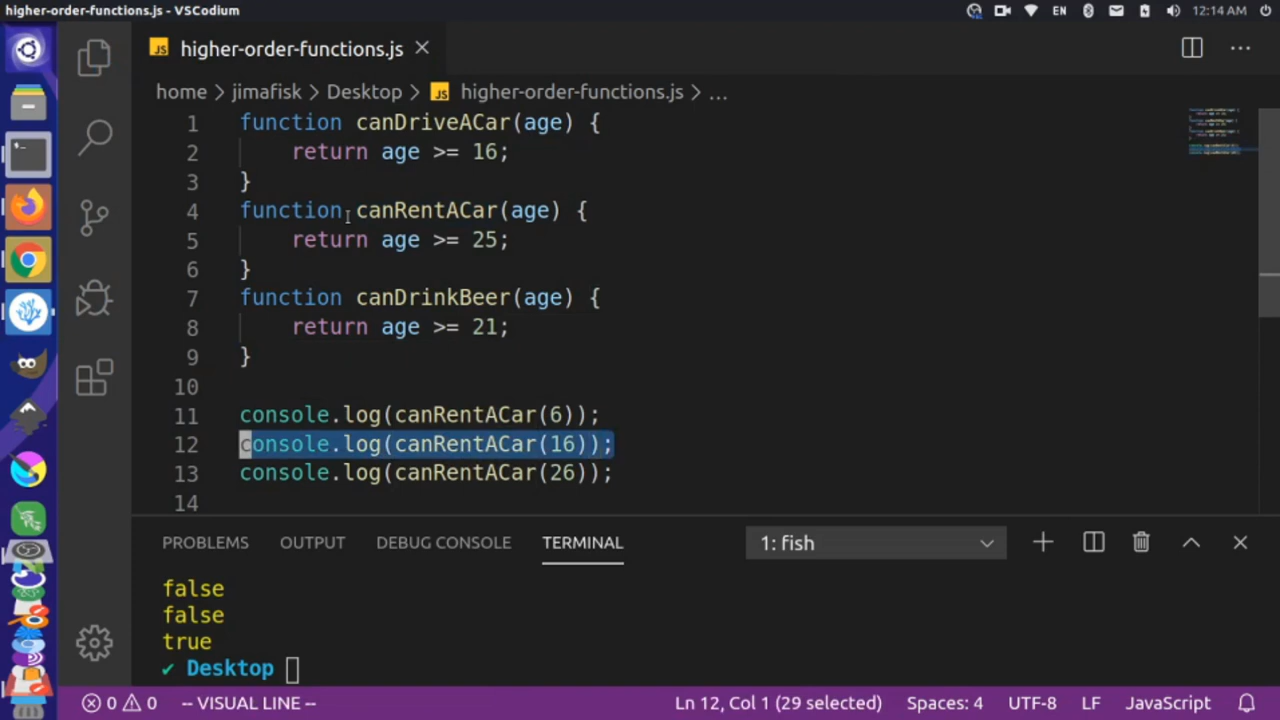 higher-order-functions.js - VSCodium
EN
12:14 AM
JS higher-order-functions.js
home > jimafisk > Desktop > JS higher-order-functions.js > ...
1 function canDriveACar(age) {
2 return age >= 16;
3 }
4 function canRentACar(age) {
5 return age >= 25;
6 }
7 function canDrinkBeer(age) {
8 return age >= 21;
9 }
10
11 console.log(canRentACar(6));
12 console.log(canRentACar(16));
13 console.log(canRentACar(26));
14
PROBLEMS OUTPUT DEBUG CONSOLE TERMINAL 1: fish
false
false
true
✔ Desktop
0 0 -- VISUAL LINE -- Ln 12, Col 1 (29 selected) Spaces: 4 UTF-8 LF JavaScript